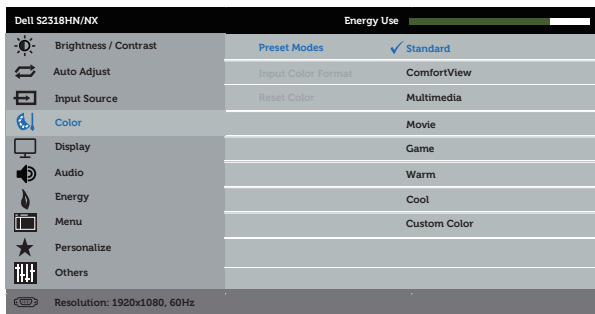 Dell S2318HN/NX Energy Use
Brightness / Contrast Preset Modes Standard
Auto Adjust Input Color Format ComfortView
Input Source Reset Color Multimedia
Color Movie
Display Game
Audio Warm
Energy Cool
Menu Custom Color
Personalize
Others
Resolution: 1920x1080, 60Hz